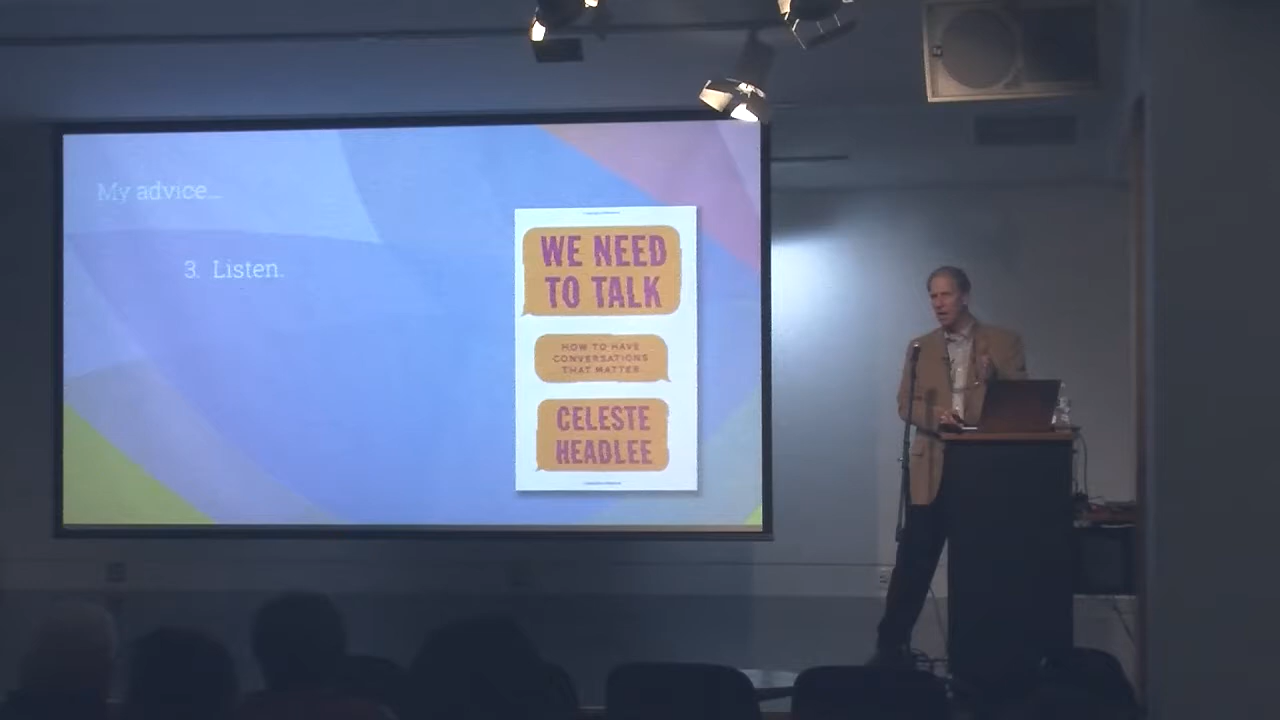 My advice...
3. Listen.
WE NEED
TO TALK
HOW TO HAVE
CONVERSATIONS
THAT MATTER
CELESTE
HEADLEE